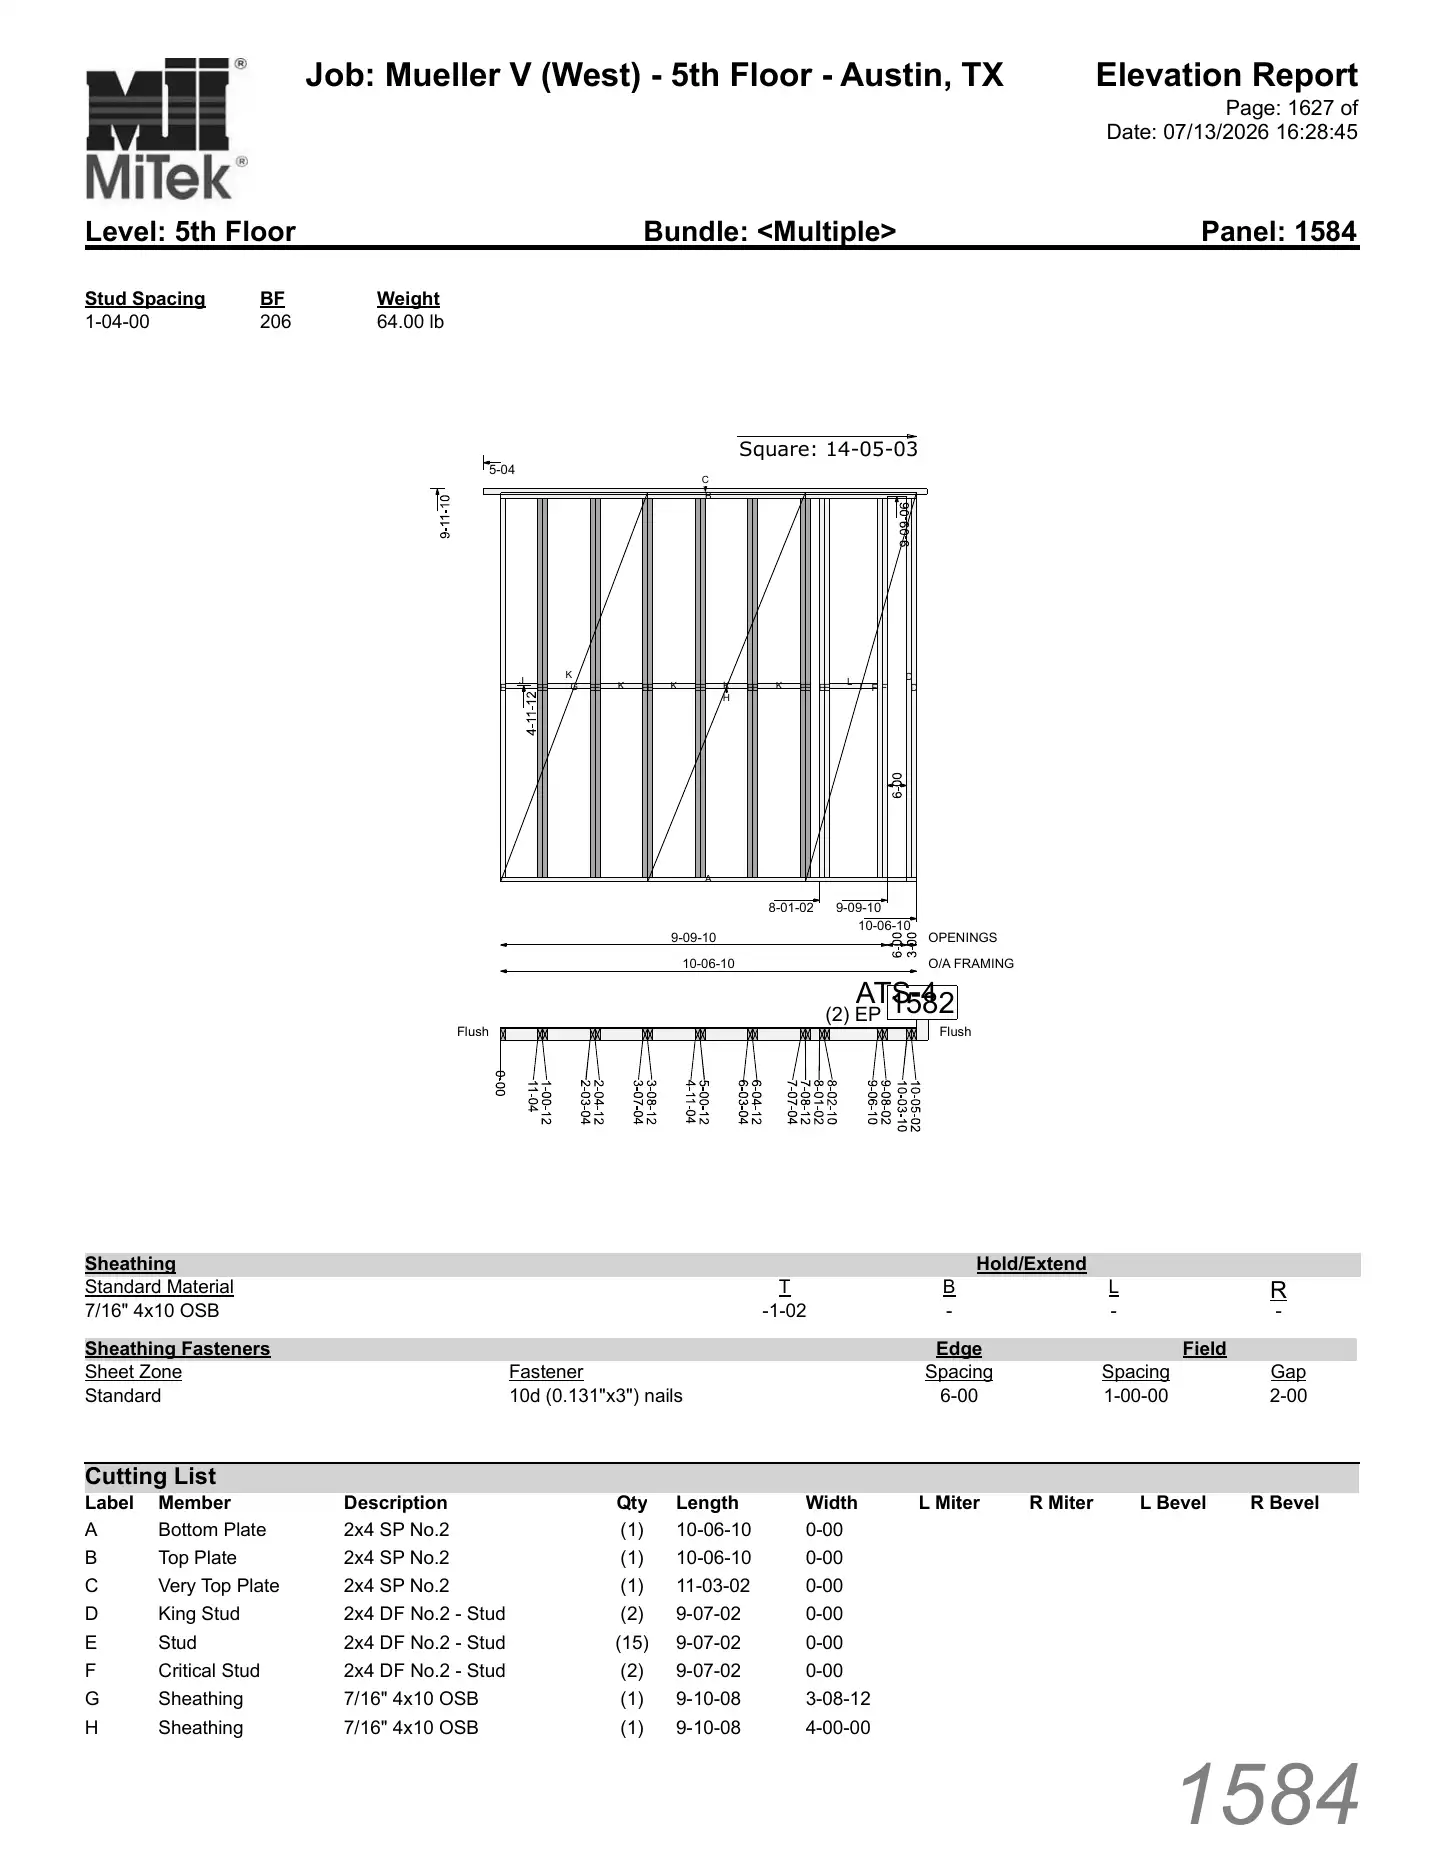 Job: Mueller V (West) - 5th Floor - Austin, TX
Elevation Report
Page: 1627 of
Date: 07/13/2026 16:28:45
MiTek®
Level: 5th Floor Bundle: <Multiple> Panel: 1584
Stud Spacing BF Weight
1-04-00 206 64.00 lb
Square: 14-05-03
5-04
C
9-11-10
9-09-06
K
L
G K K K
H
4-11-12
6-00
A
8-01-02 9-09-10
10-06-10
9-09-10 6-00 3-00 OPENINGS
10-06-10 O/A FRAMING
ATS-4
1582
(2) EP
Flush Flush
0-00 11-04 1-00-12 2-03-04 2-04-12 3-07-04 3-08-12 4-11-04 5-00-12 6-03-04 6-04-12 7-07-04 7-08-12 8-01-02 8-02-10 9-06-10 9-08-02 10-03-10 10-05-02
Sheathing Hold/Extend
Standard Material T B L R
7/16" 4x10 OSB -1-02 - - -
Sheathing Fasteners Edge Field
Sheet Zone Fastener Spacing Spacing Gap
Standard 10d (0.131"x3") nails 6-00 1-00-00 2-00
Cutting List
Label Member Description Qty Length Width L Miter R Miter L Bevel R Bevel
A Bottom Plate 2x4 SP No.2 (1) 10-06-10 0-00
B Top Plate 2x4 SP No.2 (1) 10-06-10 0-00
C Very Top Plate 2x4 SP No.2 (1) 11-03-02 0-00
D King Stud 2x4 DF No.2 - Stud (2) 9-07-02 0-00
E Stud 2x4 DF No.2 - Stud (15) 9-07-02 0-00
F Critical Stud 2x4 DF No.2 - Stud (2) 9-07-02 0-00
G Sheathing 7/16" 4x10 OSB (1) 9-10-08 3-08-12
H Sheathing 7/16" 4x10 OSB (1) 9-10-08 4-00-00
1584